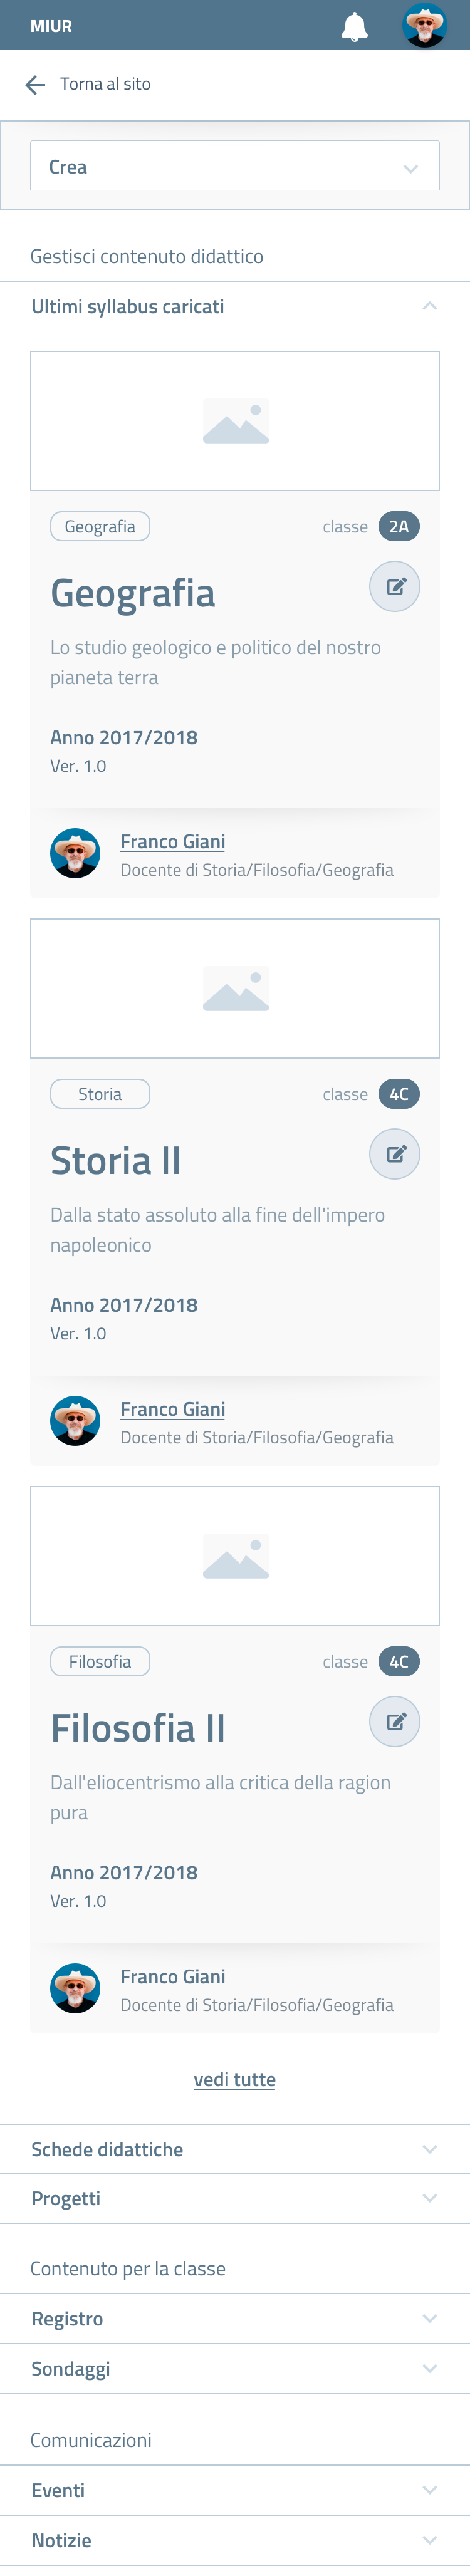 MIUR
Torna al sito
Crea
Gestisci contenuto didattico
Ultimi syllabus caricati
Geografia
classe 2A
Geografia
Lo studio geologico e politico del nostro
pianeta terra
Anno 2017/2018
Ver. 1.0
Franco Giani
Docente di Storia/Filosofia/Geografia
Storia
classe 4C
Storia II
Dalla stato assoluto alla fine dell'impero
napoleonico
Anno 2017/2018
Ver. 1.0
Franco Giani
Docente di Storia/Filosofia/Geografia
Filosofia
classe 4C
Filosofia II
Dall'eliocentrismo alla critica della ragion
pura
Anno 2017/2018
Ver. 1.0
Franco Giani
Docente di Storia/Filosofia/Geografia
vedi tutte
Schede didattiche
Progetti
Contenuto per la classe
Registro
Sondaggi
Comunicazioni
Eventi
Notizie